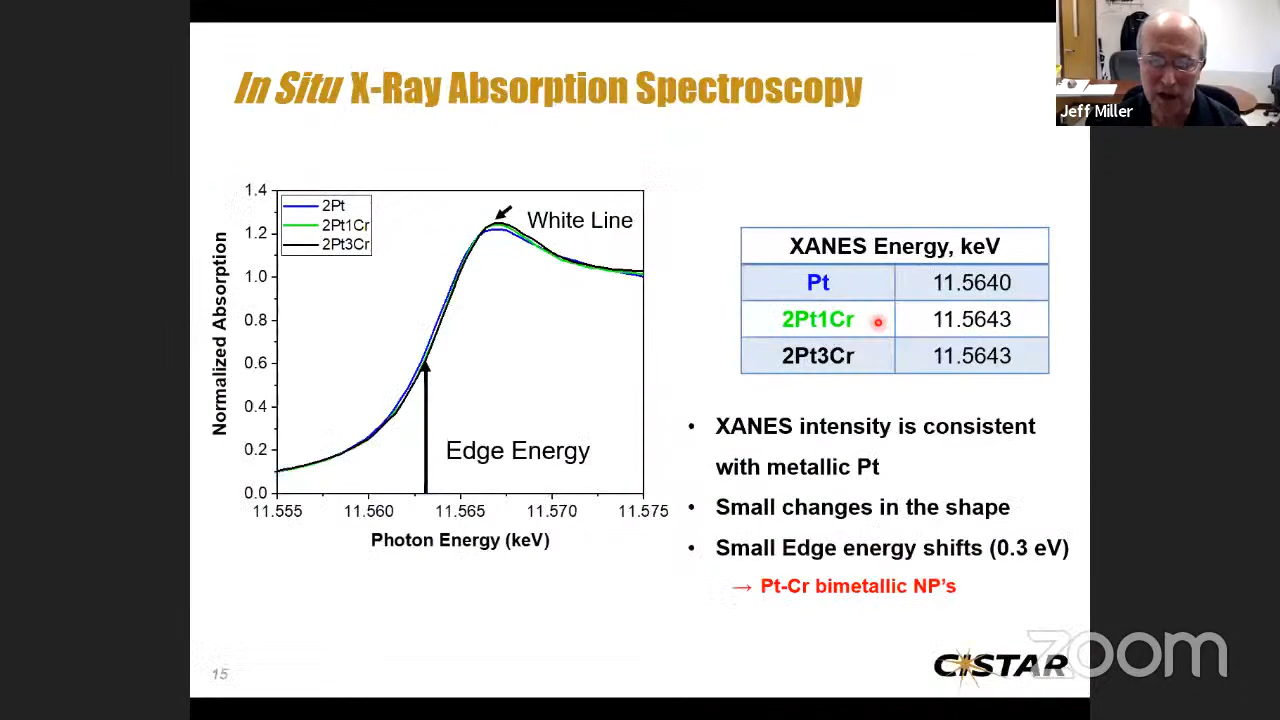 In Situ X-Ray Absorption Spectroscopy
Jeff Miller
1.4
1.2
1.0
0.8
0.6
0.4
0.2
0.0
Normalized Absorption
2Pt
2Pt1Cr
2Pt3Cr
White Line
Edge Energy
11.555 11.560 11.565 11.570 11.575
Photon Energy (keV)
XANES Energy, keV
Pt 11.5640
2Pt1Cr 11.5643
2Pt3Cr 11.5643
• XANES intensity is consistent
with metallic Pt
• Small changes in the shape
• Small Edge energy shifts (0.3 eV)
→ Pt-Cr bimetallic NP's
15
CISTAR
zoom